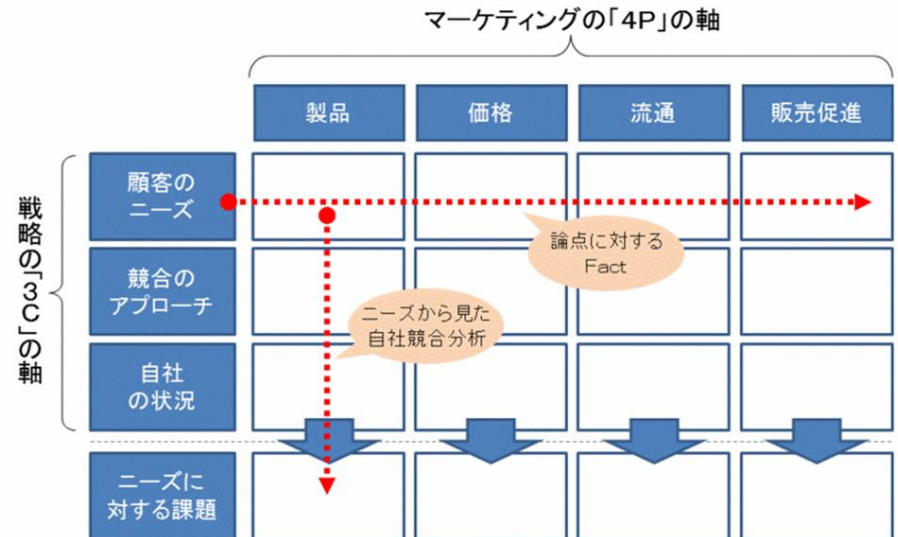 マーケティングの「4P」の軸
製品
価格
流通
販売促進
戦略の「3C」の軸
顧客の
ニーズ
論点に対する
Fact
競合の
アプローチ
ニーズから見た
自社競合分析
自社
の状況
ニーズに
対する課題